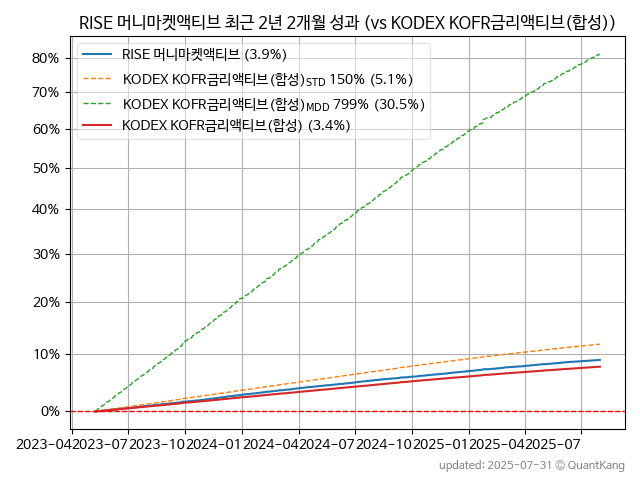 RISE 머니마켓액티브 최근 2년 2개월 성과 (vs KODEX KOFR금리액티브(합성))
RISE 머니마켓액티브 (3.9%)
KODEX KOFR금리액티브(합성)STD 150% (5.1%)
KODEX KOFR금리액티브(합성)MDD 799% (30.5%)
KODEX KOFR금리액티브(합성) (3.4%)
80%
70%
60%
50%
40%
30%
20%
10%
0%
2023-04 2023-07 2023-10 2024-01 2024-04 2024-07 2024-10 2025-01 2025-04 2025-07
updated: 2025-07-31 © QuantKang